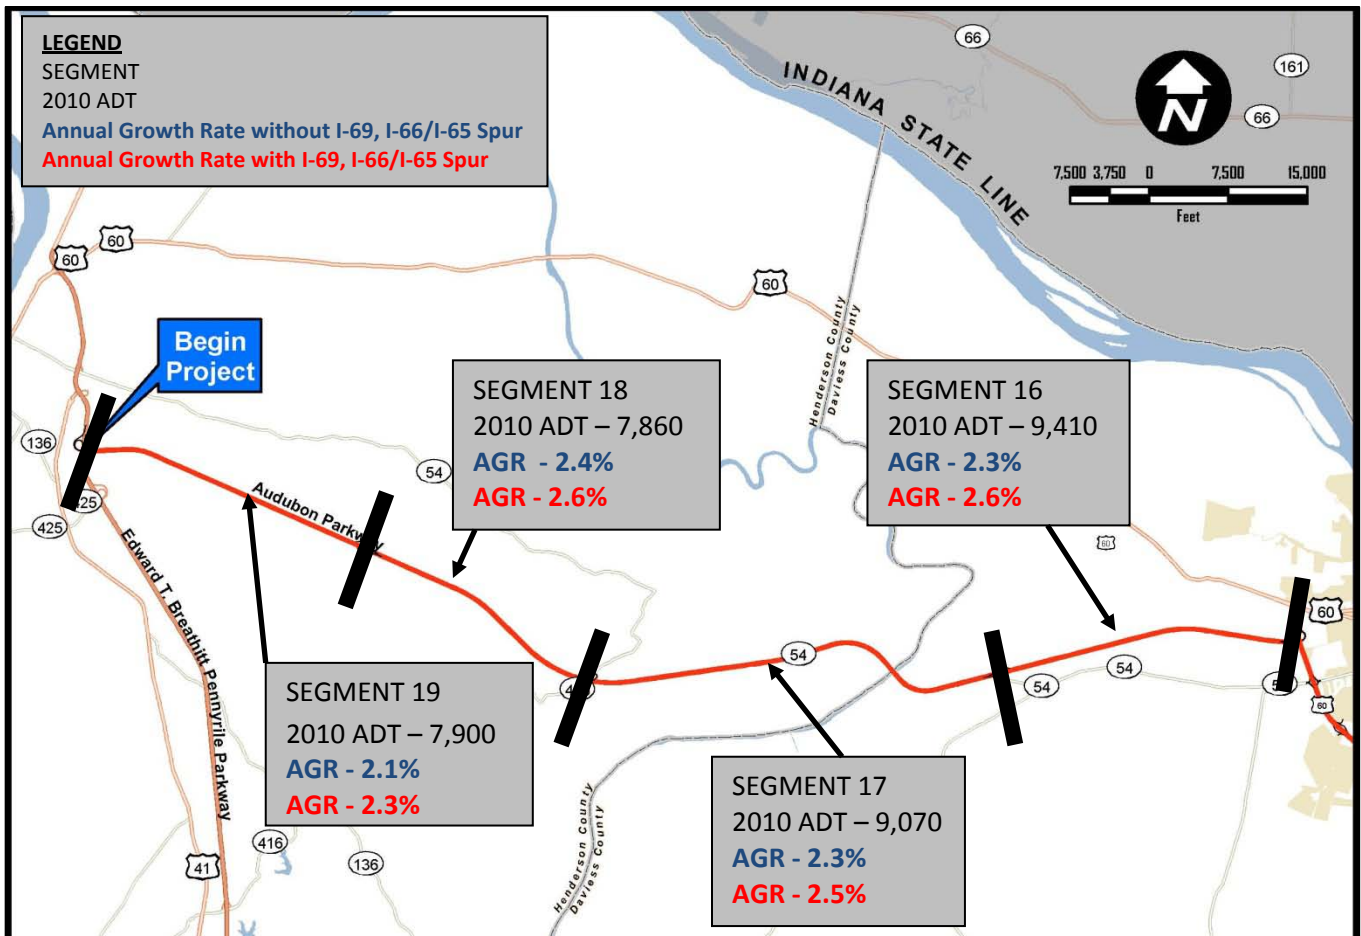 LEGEND
SEGMENT
2010 ADT
Annual Growth Rate without I-69, I-66/I-65 Spur
Annual Growth Rate with I-69, I-66/I-65 Spur
66
161
66
INDIANA STATE LINE
N
7,500 3,750 0 7,500 15,000
Feet
60
60
60
Henderson County
Daviess County
Begin
Project
SEGMENT 18
2010 ADT – 7,860
AGR - 2.4%
AGR - 2.6%
SEGMENT 16
2010 ADT – 9,410
AGR - 2.3%
AGR - 2.6%
136
54
425
Audubon Parkway
60
Edward T. Breathitt Pennyrile Parkway
60
54
54
54
60
SEGMENT 19
2010 ADT – 7,900
AGR - 2.1%
AGR - 2.3%
SEGMENT 17
2010 ADT – 9,070
AGR - 2.3%
AGR - 2.5%
Henderson County
Daviess County
416
41
136